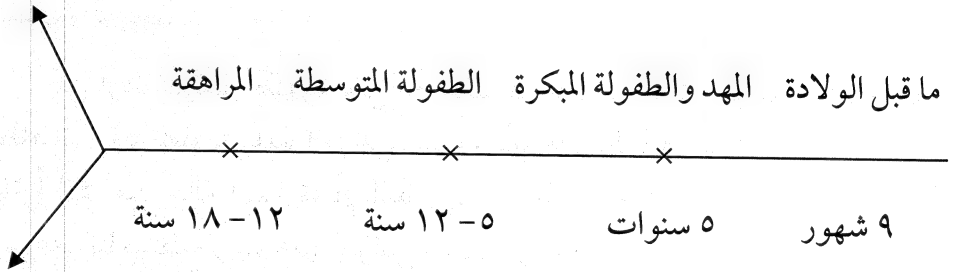 ما قبل الولادة المهد والطفولة المبكرة الطفولة المتوسطة المراهقة
٩ شهور ٥ سنوات ٥- ١٢ سنة ١٢- ١٨ سنة